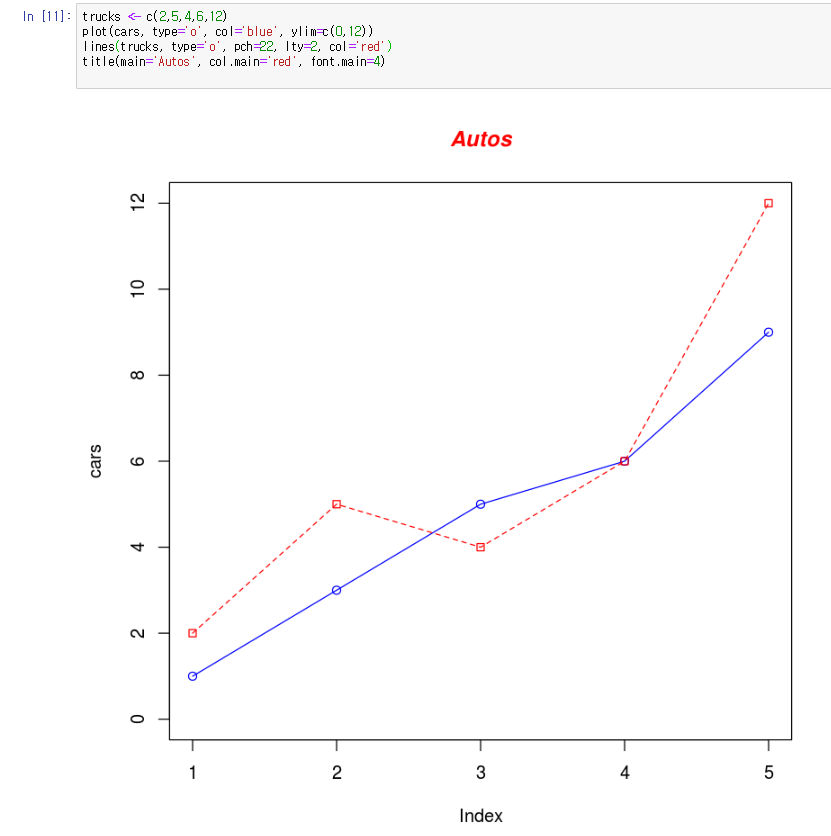 In [11]:
trucks <- c(2,5,4,6,12)
plot(cars, type='o', col='blue', ylim=c(0,12))
lines(trucks, type='o', pch=22, lty=2, col='red')
title(main='Autos', col.main='red', font.main=4)
Autos
12
10
8
6
4
2
0
cars
1 2 3 4 5
Index